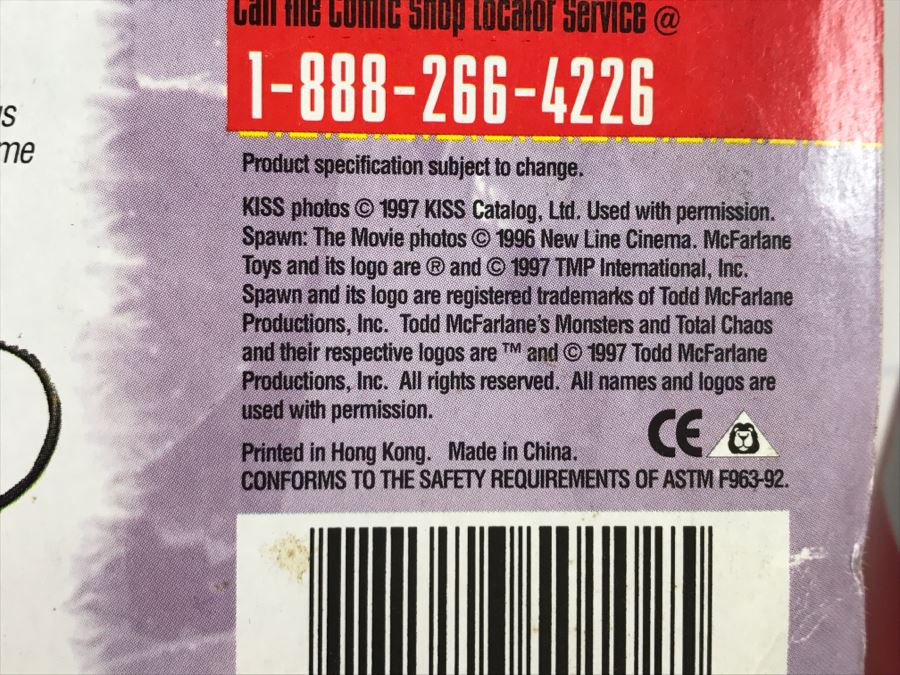 Call the Comic Shop Locator Service @
1-888-266-4226
us
me
Product specification subject to change.
KISS photos © 1997 KISS Catalog, Ltd. Used with permission.
Spawn: The Movie photos © 1996 New Line Cinema. McFarlane
Toys and its logo are ® and © 1997 TMP International, Inc.
Spawn and its logo are registered trademarks of Todd McFarlane
Productions, Inc. Todd McFarlane's Monsters and Total Chaos
and their respective logos are ™ and © 1997 Todd McFarlane
Productions, Inc. All rights reserved. All names and logos are
used with permission.
CE
Printed in Hong Kong. Made in China.
CONFORMS TO THE SAFETY REQUIREMENTS OF ASTM F963-92.